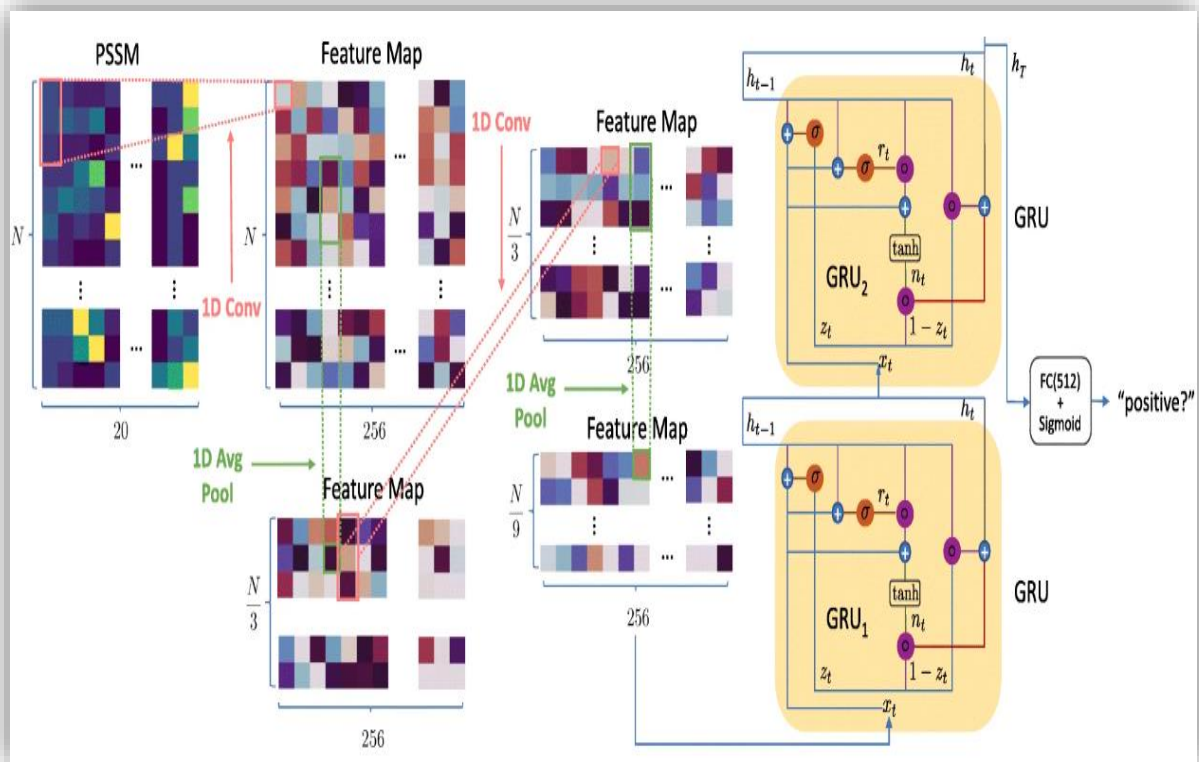 PSSM
N
20
...
⋮
⋮
...
1D Conv
Feature Map
N
256
...
⋮
⋮
...
1D Avg
Pool
Feature Map
N
3
256
1D Conv
Feature Map
N
3
256
...
⋮
⋮
...
1D Avg
Pool
Feature Map
N
9
256
...
⋮
⋮
...
h_{t-1}
h_t
h_T
+
σ
+
σ
r_t
+
+
tanh
GRU₂
n_t
z_t
1 − z_t
x_t
GRU
h_{t-1}
h_t
+
σ
+
σ
r_t
+
+
tanh
GRU₁
n_t
z_t
1 − z_t
x_t
GRU
FC(512)
+
Sigmoid
“positive?”